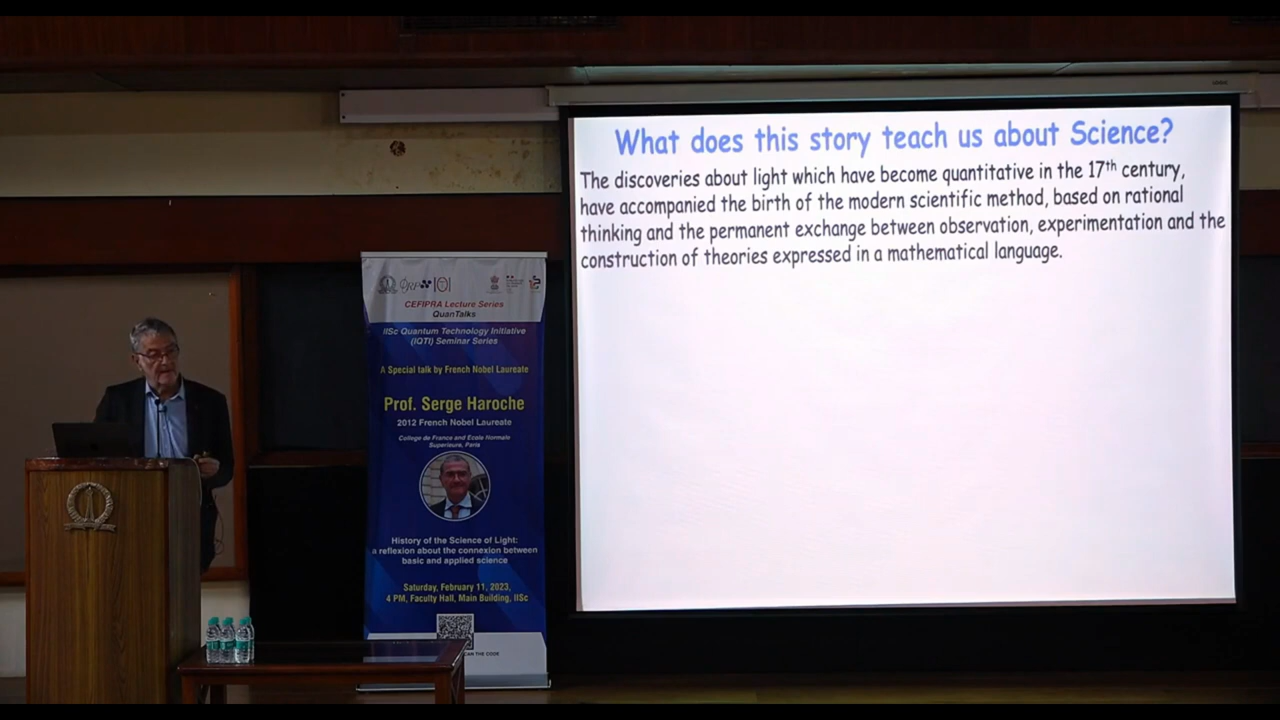 What does this story teach us about Science?
The discoveries about light which have become quantitative in the 17th century,
have accompanied the birth of the modern scientific method, based on rational
thinking and the permanent exchange between observation, experimentation and the
construction of theories expressed in a mathematical language.
CEFIPRA Lecture Series
QuanTalks
IISc Quantum Technology Initiative
(IQTI) Seminar Series
A Special talk by French Nobel Laureate
Prof. Serge Haroche
2012 French Nobel Laureate
College de France and Ecole Normale
Superieure, Paris
History of the Science of Light:
a reflexion about the connexion between
basic and applied science
Saturday, February 11, 2023,
4 PM, Faculty Hall, Main Building, IISc
THE CODE